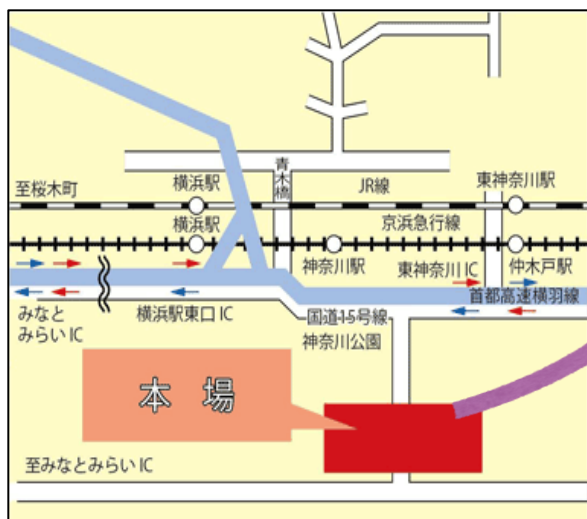 青木橋
至桜木町
横浜駅
JR線
東神奈川駅
横浜駅
京浜急行線
神奈川駅
東神奈川 IC
仲木戸駅
首都高速横羽線
みなと
みらい IC
横浜駅東口 IC
国道15号線
神奈川公園
本場
至みなとみらい IC